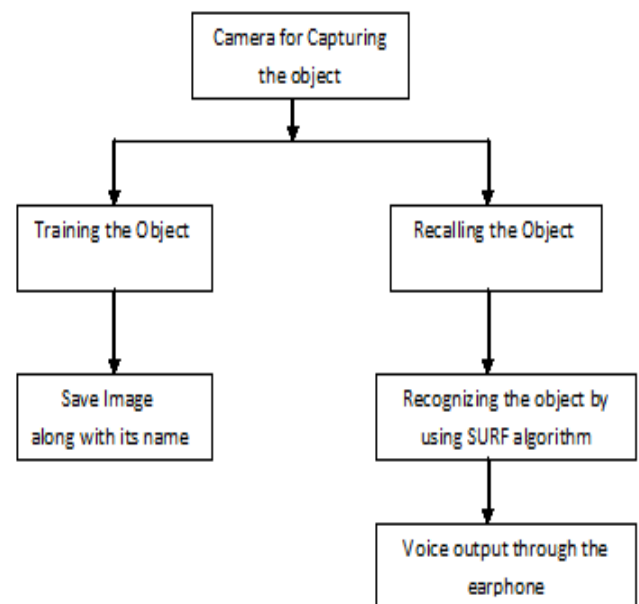 Camera for Capturing
the object
Training the Object
Recalling the Object
Save Image
along with its name
Recognizing the object by
using SURF algorithm
Voice output through the
earphone